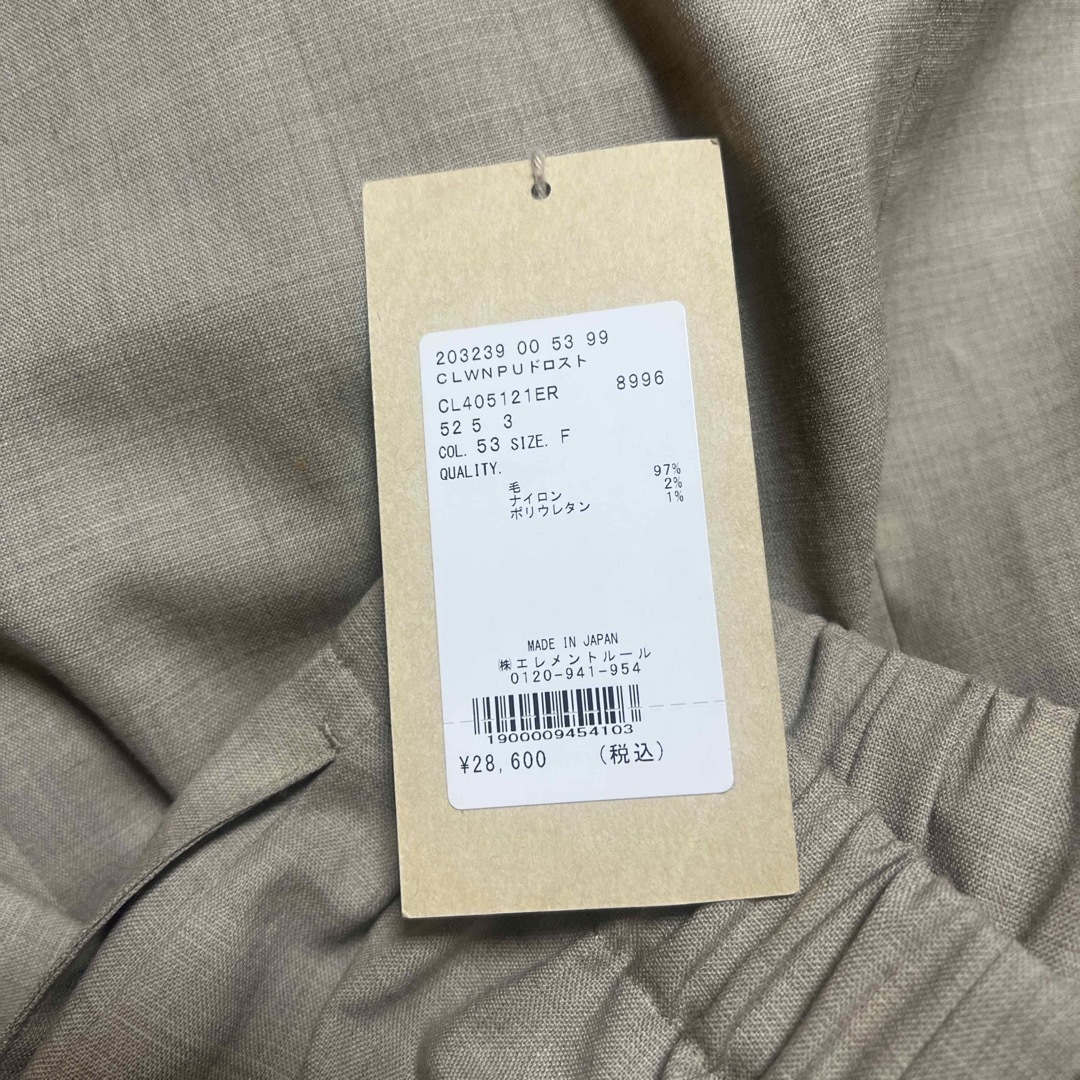 203239 00 53 99
CLWNPUドロスト
CL405121ER 8996
52 5 3
COL. 53 SIZE. F
QUALITY.
毛 97%
ナイロン 2%
ポリウレタン 1%
MADE IN JAPAN
㈱エレメントルール
0120-941-954
1900009454103
¥28,600 (税込)